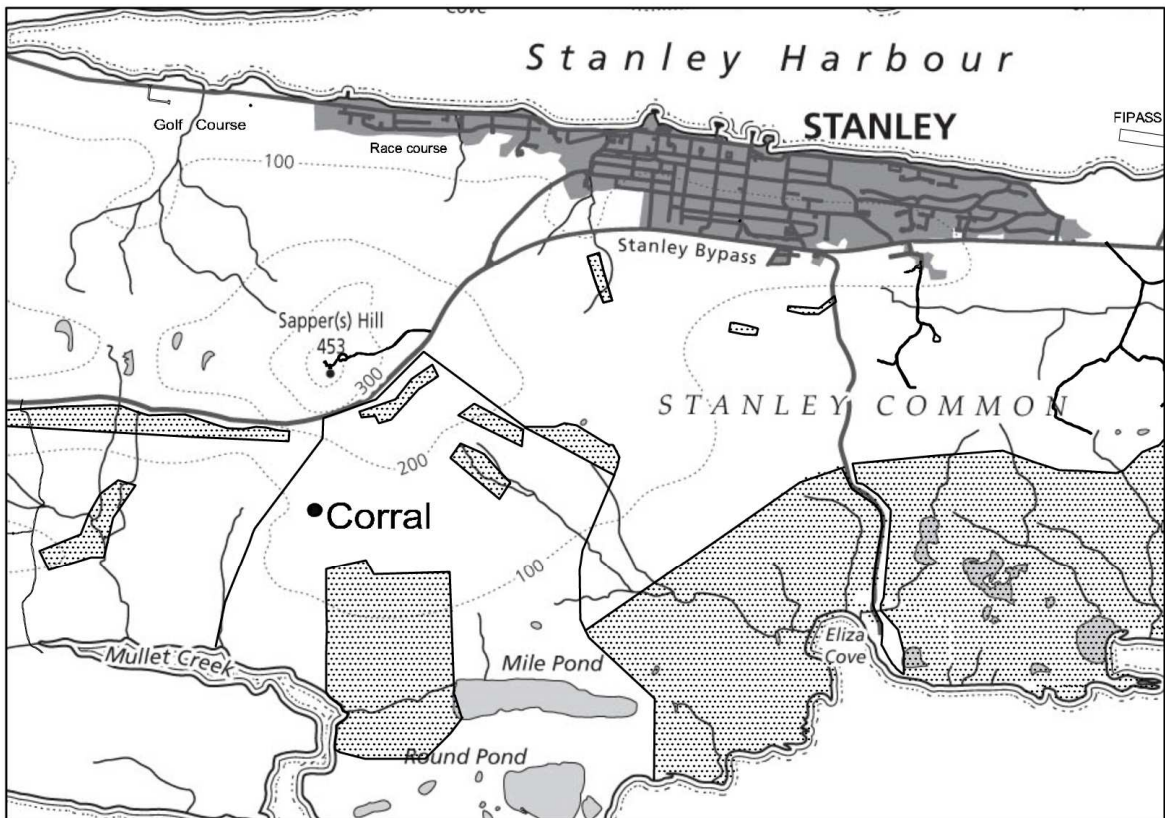 Cove
Stanley Harbour
STANLEY
FIPASS
Golf Course
Race course
100
Stanley Bypass
Sapper(s) Hill
453
300
STANLEY COMMON
200
Corral
100
Eliza
Cove
Mullet Creek
Mile Pond
Round Pond